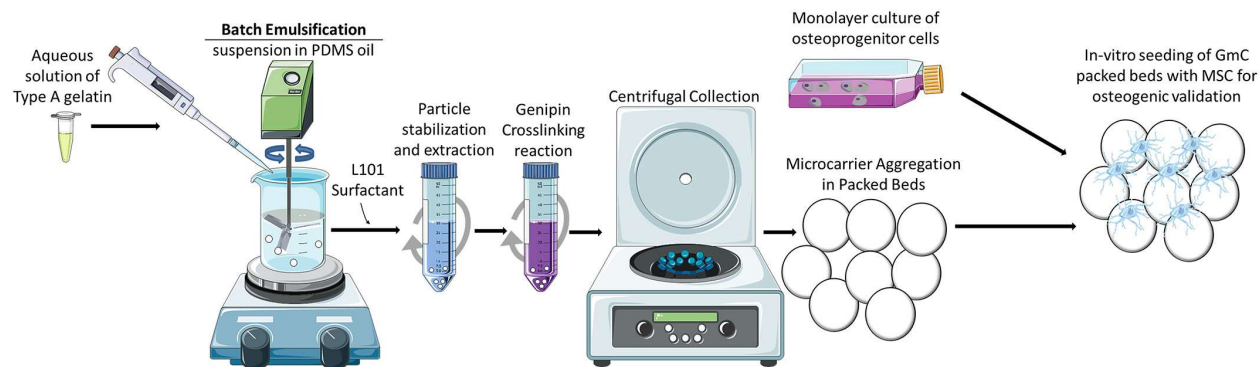 Aqueous
solution of
Type A gelatin
Batch Emulsification
suspension in PDMS oil
L101
Surfactant
Particle
stabilization
and extraction
Genipin
Crosslinking
reaction
Centrifugal Collection
Monolayer culture of
osteoprogenitor cells
Microcarrier Aggregation
in Packed Beds
In-vitro seeding of GmC
packed beds with MSC for
osteogenic validation